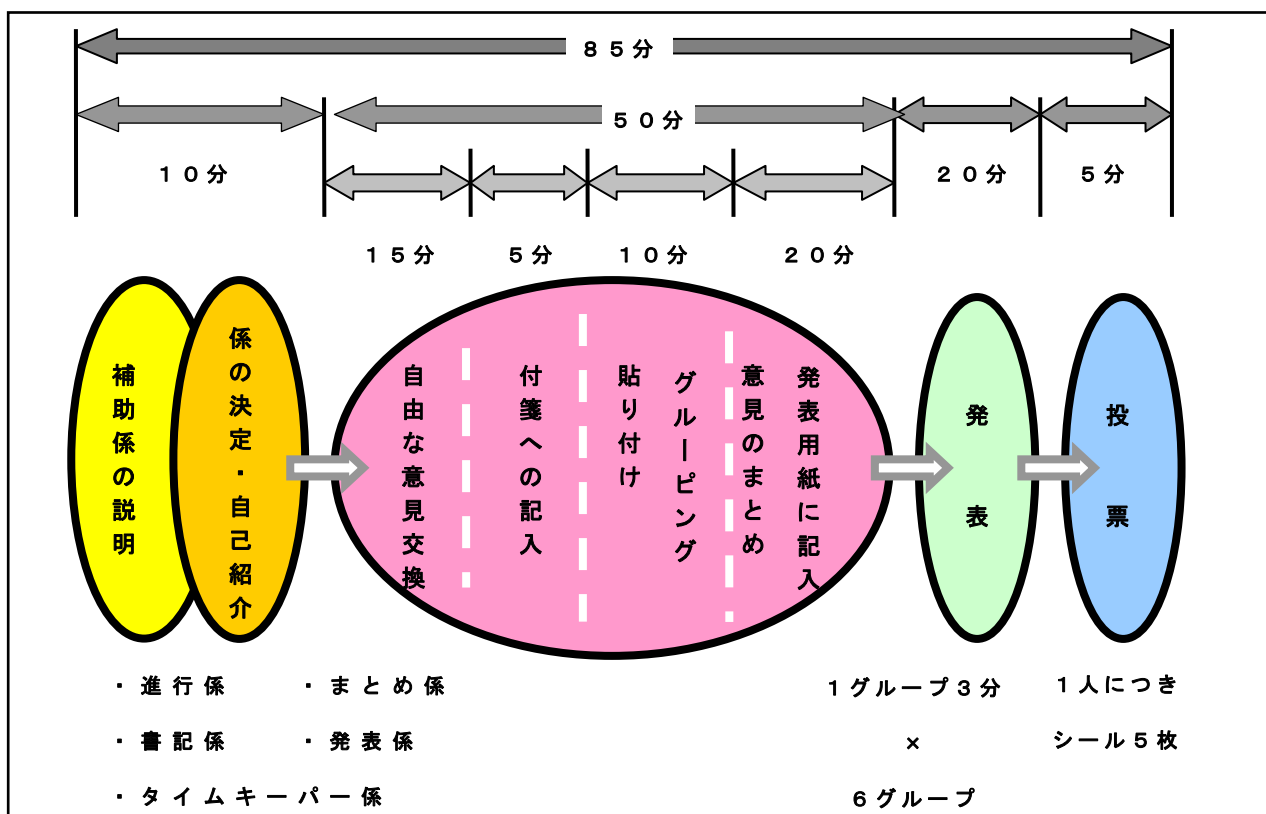 ８５分
５０分
１０分
２０分
５分
１５分
５分
１０分
２０分
補助係の説明
係の決定・自己紹介
自由な意見交換
付箋への記入
貼り付け
グルーピング
意見のまとめ
発表用紙に記入
発表
投票
・進行係
・まとめ係
・書記係
・発表係
・タイムキーパー係
１グループ３分
×
６グループ
１人につき
シール５枚